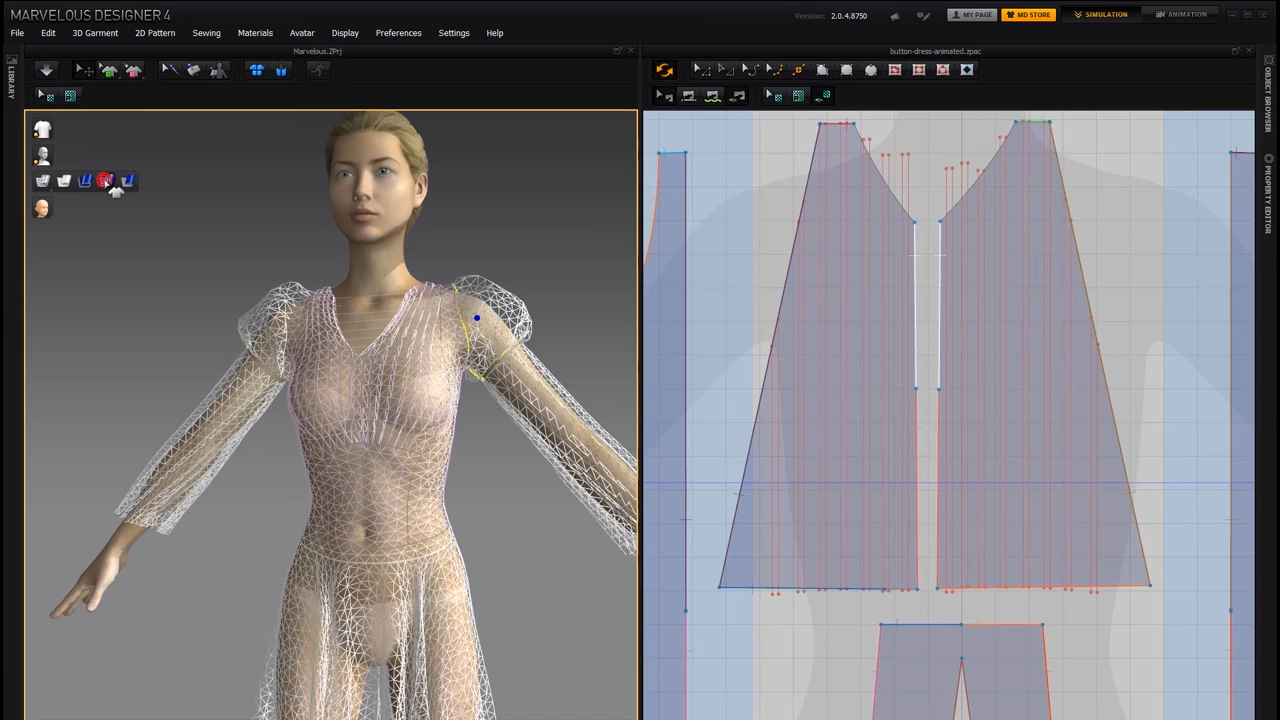 MARVELOUS DESIGNER 4
Version: 2.0.4.8750
MY PAGE
MD STORE
SIMULATION
ANIMATION
File Edit 3D Garment 2D Pattern Sewing Materials Avatar Display Preferences Settings Help
Marvelous.ZPrj
button-dress-animated.zpac
LIBRARY
OBJECT BROWSER
PROPERTY EDITOR